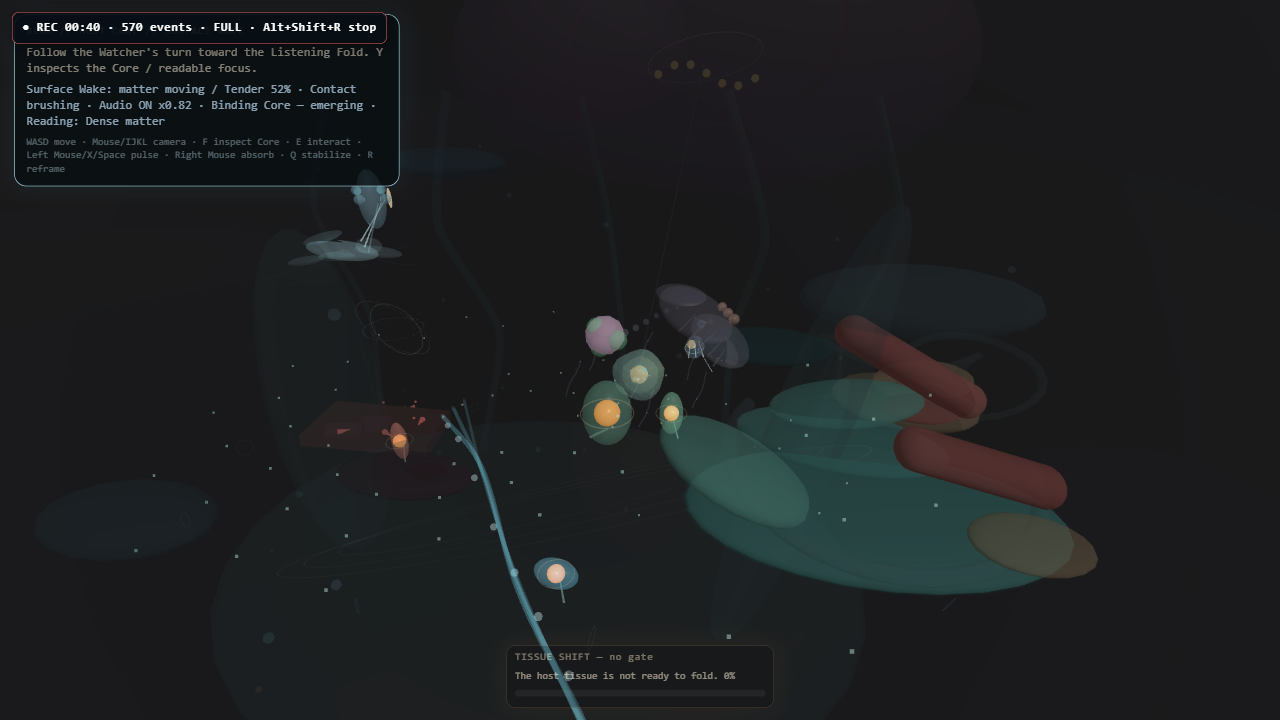 ● REC 00:40 · 570 events · FULL · Alt+Shift+R stop
Follow the Watcher's turn toward the Listening Fold. Y
inspects the Core / readable focus.
Surface Wake: matter moving / Tender 52% · Contact
brushing · Audio ON x0.82 · Binding Core — emerging ·
Reading: Dense matter
WASD move · Mouse/IJKL camera · F inspect Core · E interact ·
Left Mouse/X/Space pulse · Right Mouse absorb · Q stabilize · R
reframe
TISSUE SHIFT — no gate
The host tissue is not ready to fold. 0%